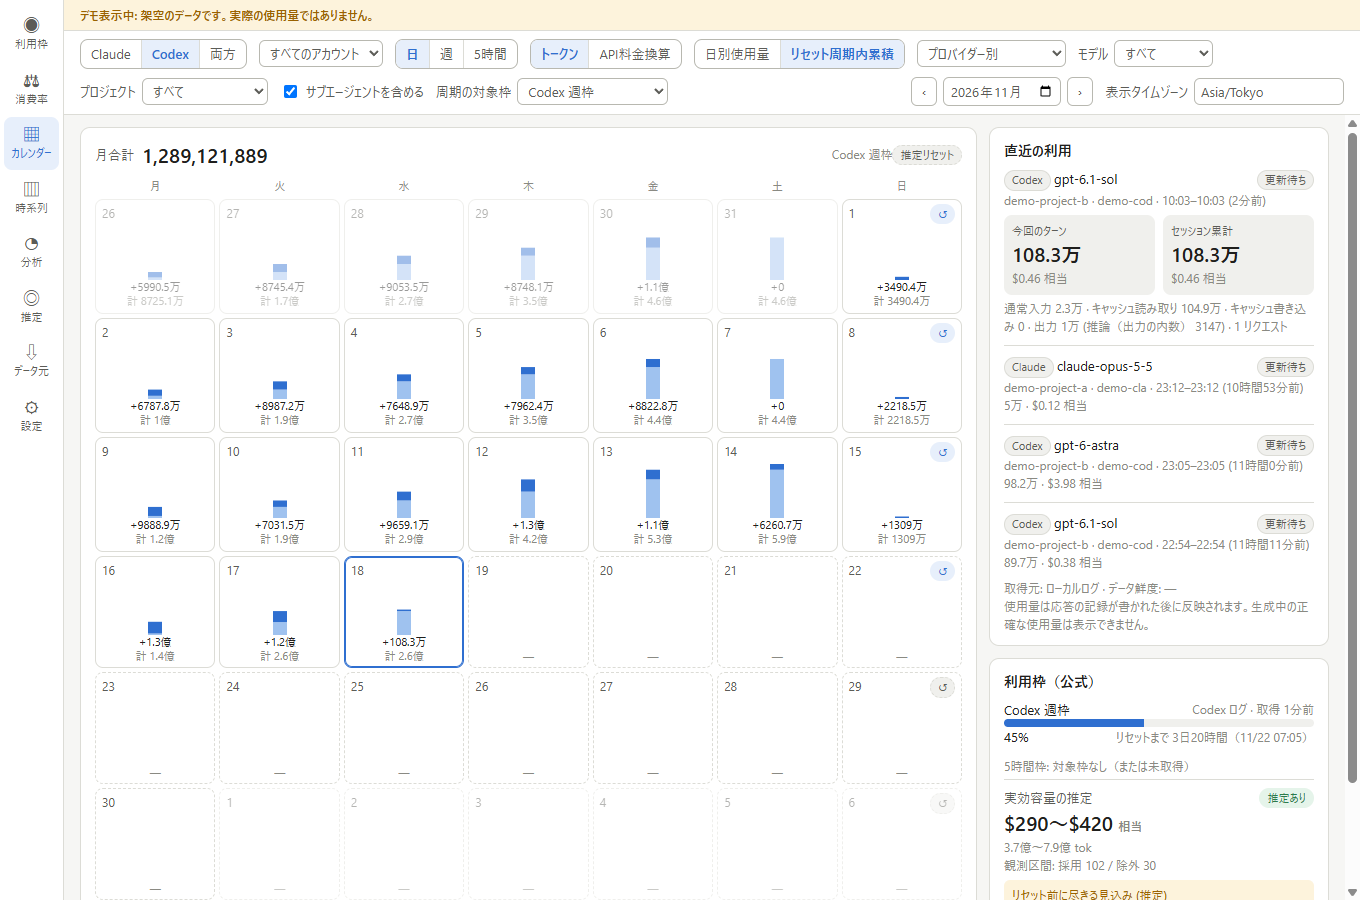 デモ表示中: 架空のデータです。実際の使用量ではありません。
利用枠
消費率
カレンダー
時系列
分析
推定
データ元
設定
Claude Codex 両方 すべてのアカウント 日 週 5時間 トークン API料金換算 日別使用量 リセット周期内累積 プロバイダー別 モデル すべて
プロジェクト すべて サブエージェントを含める 周期の対象枠 Codex 週枠 ‹ 2026年11月 › 表示タイムゾーン Asia/Tokyo
月合計 1,289,121,889 Codex 週枠 推定リセット
月 火 水 木 金 土 日
26 27 28 29 30 31 1 ↺
+5990.5万 +8745.4万 +9053.5万 +8748.1万 +1.1億 +0 +3490.4万
計 8725.1万 計 1.7億 計 2.7億 計 3.5億 計 4.6億 計 4.6億 計 3490.4万
2 3 4 5 6 7 8 ↺
+6787.8万 +8987.2万 +7648.9万 +7962.4万 +8822.8万 +0 +2218.5万
計 1億 計 1.9億 計 2.7億 計 3.5億 計 4.4億 計 4.4億 計 2218.5万
9 10 11 12 13 14 15 ↺
+9888.9万 +7031.5万 +9659.1万 +1.3億 +1.1億 +6260.7万 +1309万
計 1.2億 計 1.9億 計 2.9億 計 4.2億 計 5.3億 計 5.9億 計 1309万
16 17 18 19 20 21 22 ↺
+1.3億 +1.2億 +108.3万
計 1.4億 計 2.6億 計 2.6億 — — — —
23 24 25 26 27 28 29 ↺
— — — — — — —
30 1 2 3 4 5 6 ↺
— — — — — — —
直近の利用
Codex gpt-6.1-sol 更新待ち
demo-project-b · demo-cod · 10:03–10:03 (2分前)
今回のターン セッション累計
108.3万 108.3万
$0.46 相当 $0.46 相当
通常入力 2.3万 · キャッシュ読み取り 104.9万 · キャッシュ書き込
み 0 · 出力 1万 (推論（出力の内数） 3147) · 1 リクエスト
Claude claude-opus-5-5 更新待ち
demo-project-a · demo-cla · 23:12–23:12 (10時間53分前)
5万 · $0.12 相当
Codex gpt-6-astra 更新待ち
demo-project-b · demo-cod · 23:05–23:05 (11時間0分前)
98.2万 · $3.98 相当
Codex gpt-6.1-sol 更新待ち
demo-project-b · demo-cod · 22:54–22:54 (11時間11分前)
89.7万 · $0.38 相当
取得元: ローカルログ · データ鮮度: —
使用量は応答の記録が書かれた後に反映されます。生成中の正
確な使用量は表示できません。
利用枠（公式）
Codex 週枠 Codex ログ · 取得 1分前
45% リセットまで 3日20時間（11/22 07:05）
5時間枠: 対象枠なし（または未取得）
実効容量の推定 推定あり
$290〜$420 相当
3.7億〜7.9億 tok
観測区間: 採用 102 / 除外 30
リセット前に尽きる見込み (推定)